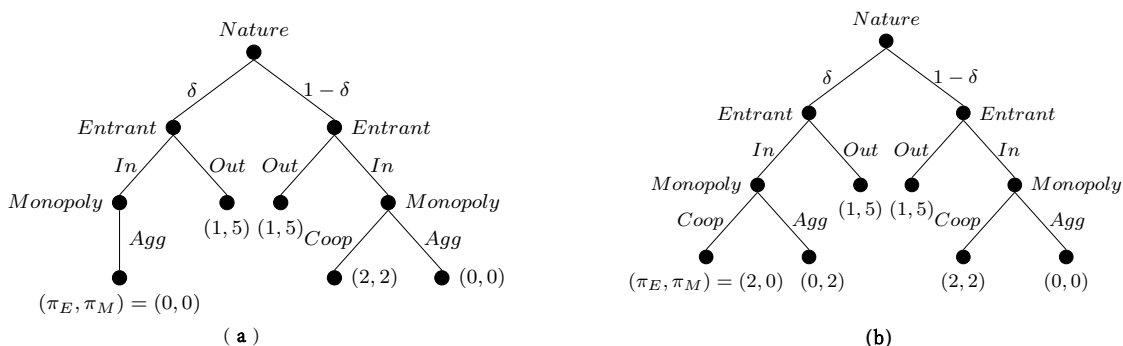 Nature
δ
1 − δ
Entrant
Entrant
In
Out
Out
In
Monopoly
Monopoly
(1, 5)
(1, 5)
Agg
Coop
Agg
(2, 2)
(0, 0)
(π_E, π_M) = (0, 0)
( a )
Nature
δ
1 − δ
Entrant
Entrant
In
Out
Out
In
Monopoly
Monopoly
(1, 5)
(1, 5)
Coop
Agg
Coop
Agg
(π_E, π_M) = (2, 0)
(0, 2)
(2, 2)
(0, 0)
(b)